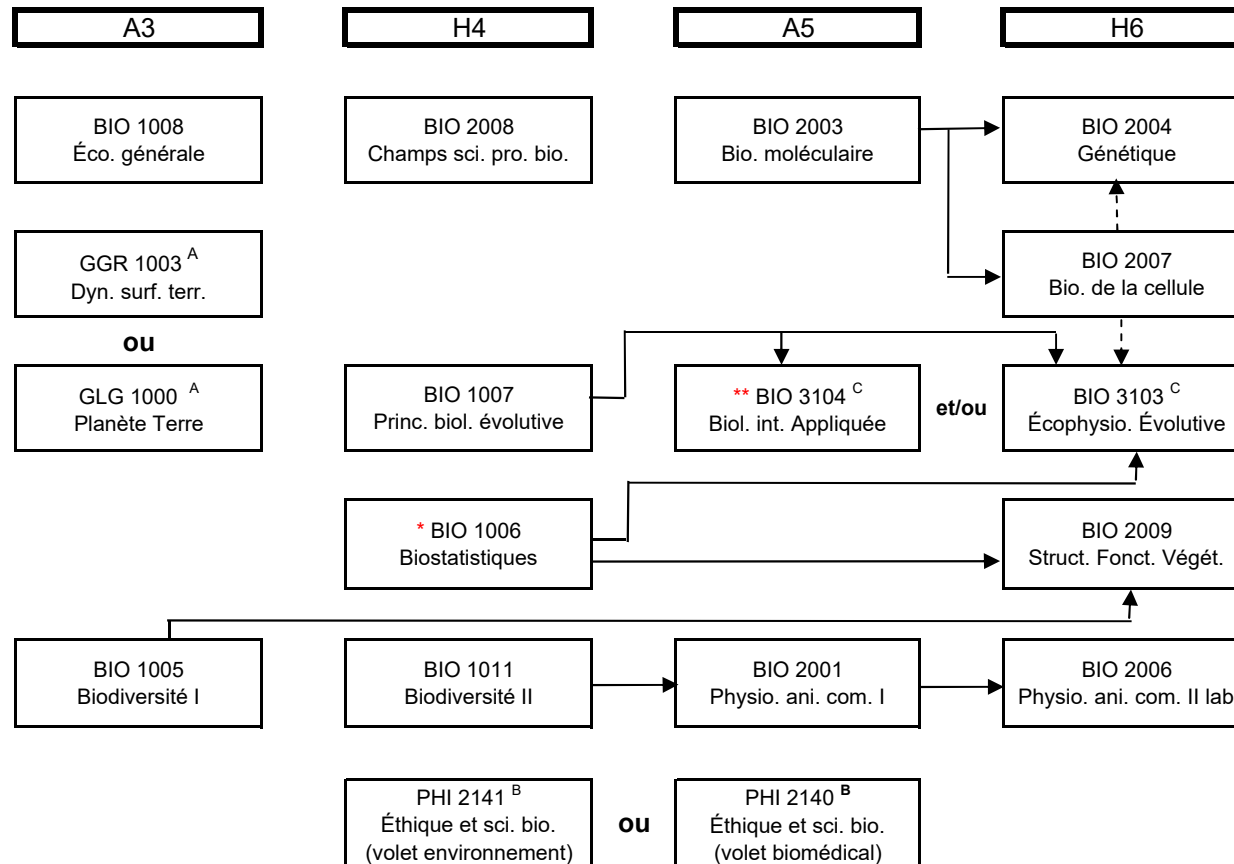 A3
H4
A5
H6
BIO 1008
Éco. générale
BIO 2008
Champs sci. pro. bio.
BIO 2003
Bio. moléculaire
BIO 2004
Génétique
GGR 1003 A
Dyn. surf. terr.
BIO 2007
Bio. de la cellule
ou
GLG 1000 A
Planète Terre
BIO 1007
Princ. biol. évolutive
** BIO 3104 C
Biol. int. Appliquée
et/ou
BIO 3103 C
Écophysio. Évolutive
* BIO 1006
Biostatistiques
BIO 2009
Struct. Fonct. Végét.
BIO 1005
Biodiversité I
BIO 1011
Biodiversité II
BIO 2001
Physio. ani. com. I
BIO 2006
Physio. ani. com. II lab
PHI 2141 B
Éthique et sci. bio.
(volet environnement)
ou
PHI 2140 B
Éthique et sci. bio.
(volet biomédical)